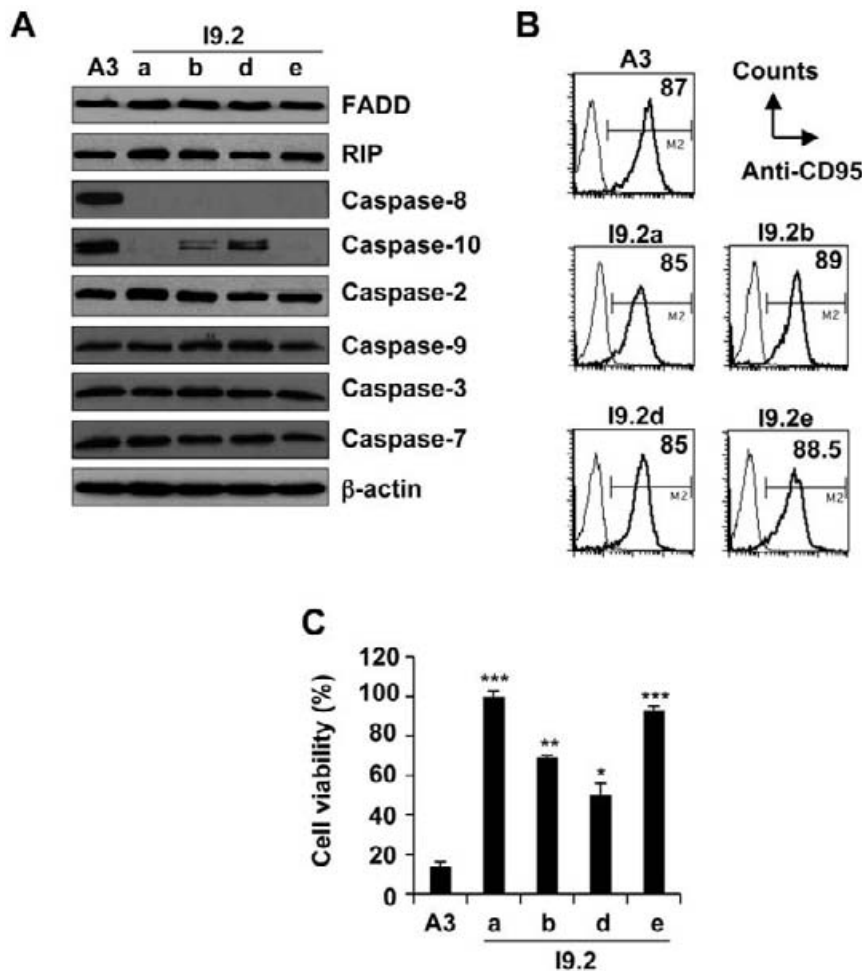 A
I9.2
A3 a b d e
FADD
RIP
Caspase-8
Caspase-10
Caspase-2
Caspase-9
Caspase-3
Caspase-7
β-actin
B
A3
87
M2
Counts
Anti-CD95
I9.2a
85
M2
I9.2b
89
M2
I9.2d
85
M2
I9.2e
88.5
M2
C
Cell viability (%)
120
100
80
60
40
20
0
***
**
*
***
A3 a b d e
I9.2